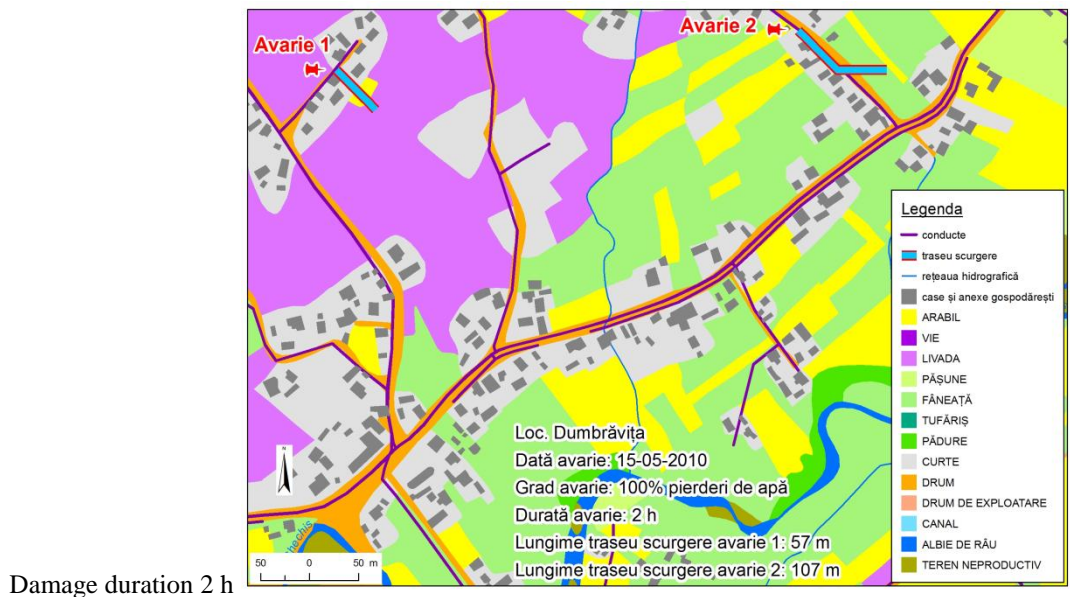 Avarie 1
Avarie 2
Legenda
conducte
traseu scurgere
rețeaua hidrografică
case și anexe gospodărești
ARABIL
VIE
LIVADA
PĂȘUNE
FÂNEAȚĂ
TUFĂRIȘ
PĂDURE
CURTE
DRUM
DRUM DE EXPLOATARE
CANAL
ALBIE DE RÂU
TEREN NEPRODUCTIV
Loc. Dumbrăvița
Dată avarie: 15-05-2010
Grad avarie: 100% pierderi de apă
Durată avarie: 2 h
Lungime traseu scurgere avarie 1: 57 m
Lungime traseu scurgere avarie 2: 107 m
N
50 0 50 m
Damage duration 2 h